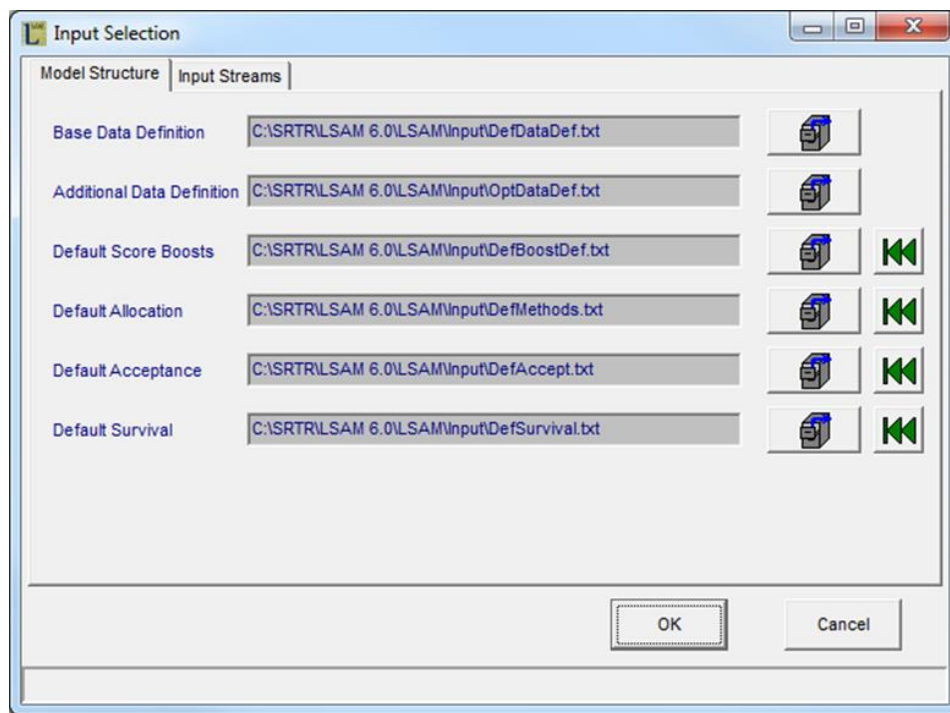 Input Selection
Model Structure
Input Streams
Base Data Definition C:\SRTR\LSAM 6.0\LSAM\Input\DefDataDef.txt
Additional Data Definition C:\SRTR\LSAM 6.0\LSAM\Input\OptDataDef.txt
Default Score Boosts C:\SRTR\LSAM 6.0\LSAM\Input\DefBoostDef.txt
Default Allocation C:\SRTR\LSAM 6.0\LSAM\Input\DefMethods.txt
Default Acceptance C:\SRTR\LSAM 6.0\LSAM\Input\DefAccept.txt
Default Survival C:\SRTR\LSAM 6.0\LSAM\Input\DefSurvival.txt
OK
Cancel